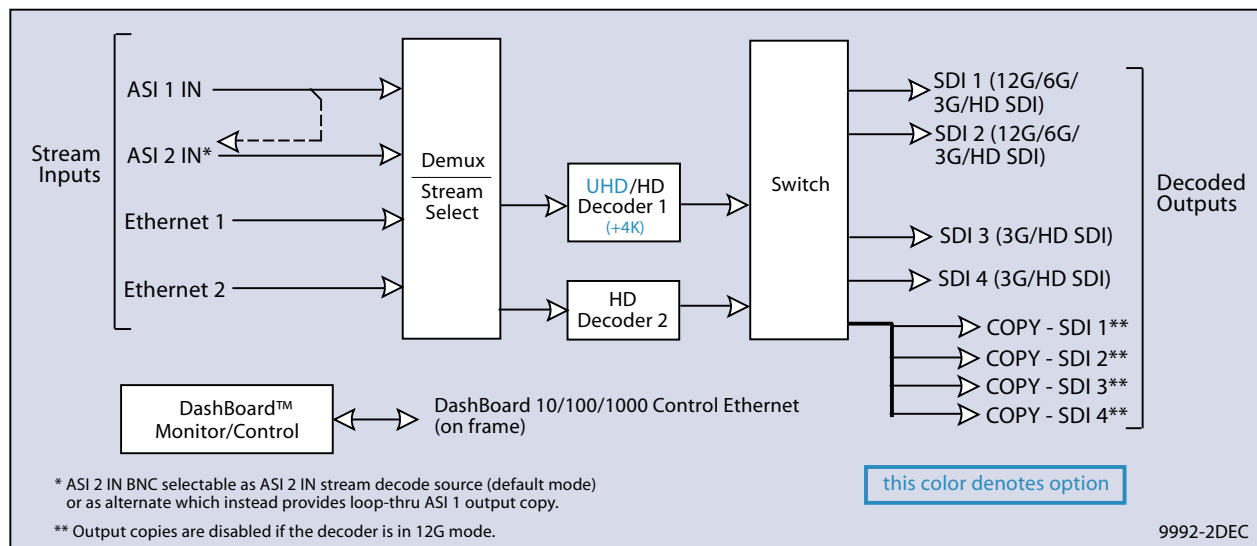 Stream
Inputs
ASI 1 IN
ASI 2 IN*
Ethernet 1
Ethernet 2
Demux
Stream
Select
UHD/HD
Decoder 1
(+4K)
HD
Decoder 2
Switch
SDI 1 (12G/6G/
3G/HD SDI)
SDI 2 (12G/6G/
3G/HD SDI)
SDI 3 (3G/HD SDI)
SDI 4 (3G/HD SDI)
COPY - SDI 1**
COPY - SDI 2**
COPY - SDI 3**
COPY - SDI 4**
Decoded
Outputs
DashBoard™
Monitor/Control
DashBoard 10/100/1000 Control Ethernet
(on frame)
* ASI 2 IN BNC selectable as ASI 2 IN stream decode source (default mode)
or as alternate which instead provides loop-thru ASI 1 output copy.
** Output copies are disabled if the decoder is in 12G mode.
this color denotes option
9992-2DEC